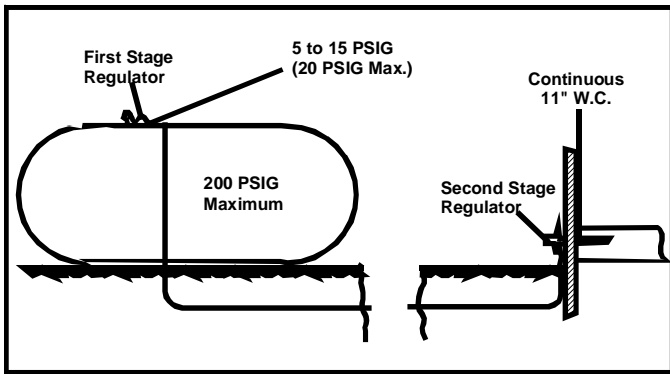 First Stage
Regulator
5 to 15 PSIG
(20 PSIG Max.)
Continuous
11" W.C.
200 PSIG
Maximum
Second Stage
Regulator